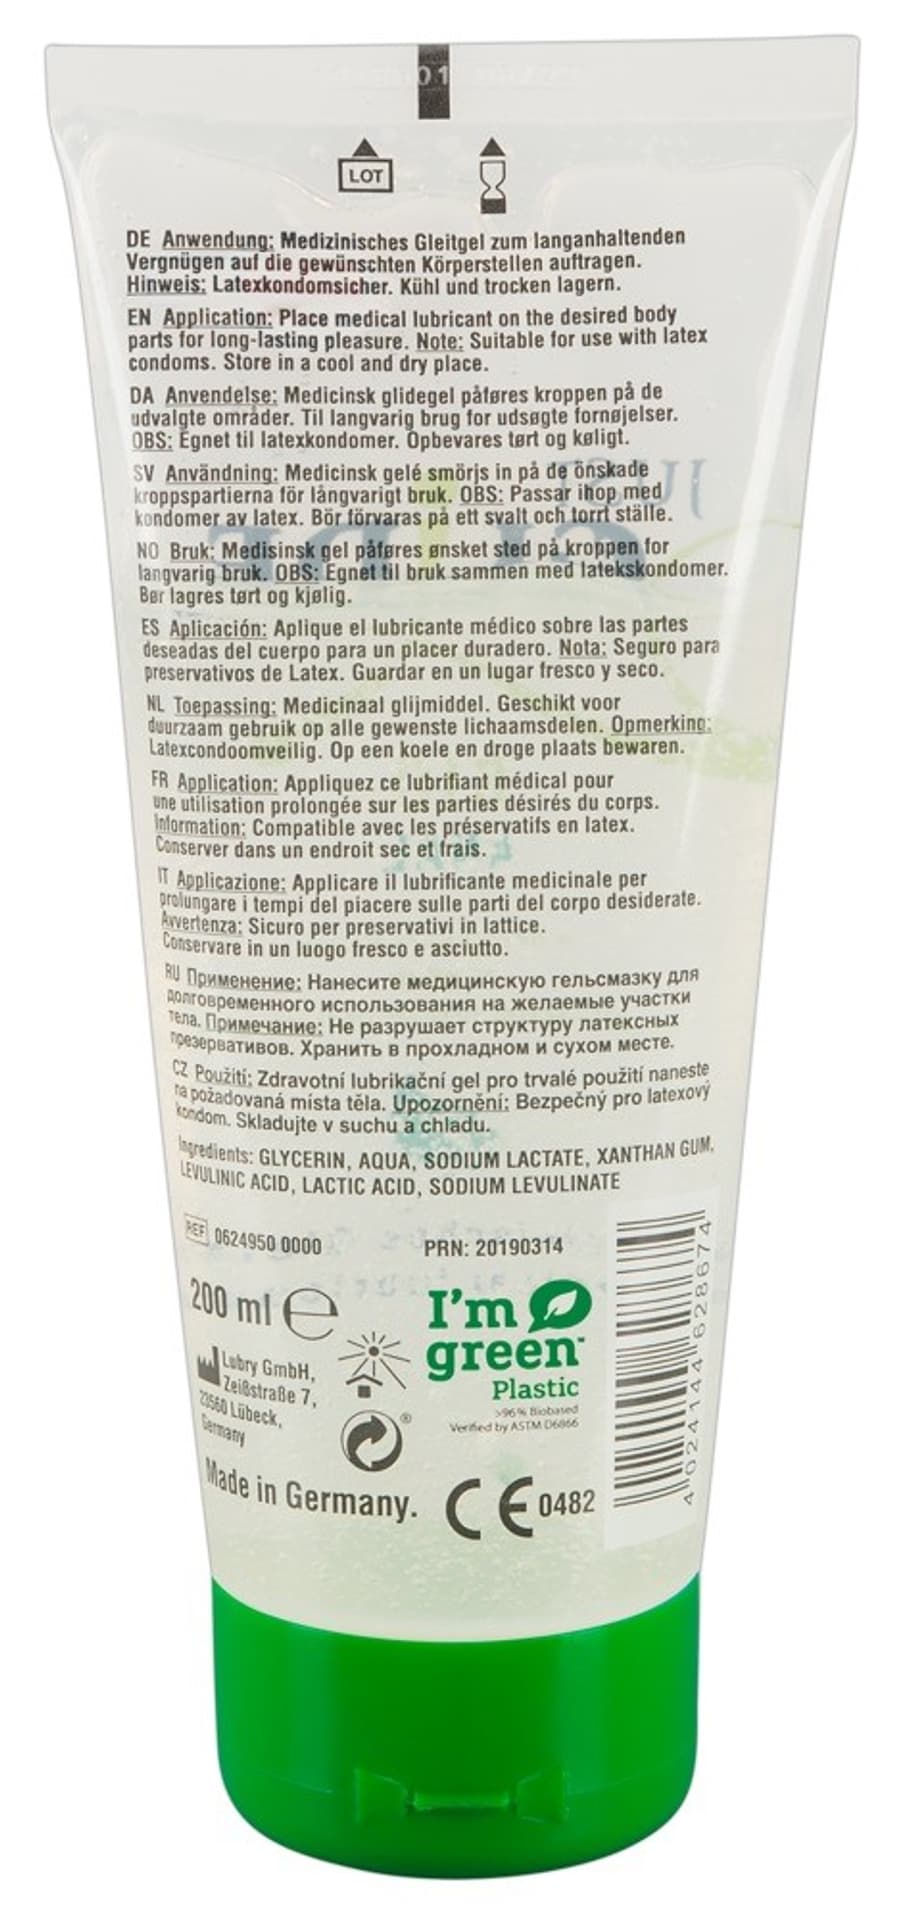 01
LOT
DE Anwendung: Medizinisches Gleitgel zum langanhaltenden
Vergnügen auf die gewünschten Körperstellen auftragen.
Hinweis: Latexkondomsicher. Kühl und trocken lagern.
EN Application: Place medical lubricant on the desired body
parts for long-lasting pleasure. Note: Suitable for use with latex
condoms. Store in a cool and dry place.
DA Anvendelse: Medicinsk glidegel påføres kroppen på de
udvalgte områder. Til langvarig brug for udsøgte fornøjelser.
OBS: Egnet til latexkondomer. Opbevares tørt og køligt.
SV Användning: Medicinsk gelé smörjs in på de önskade
kroppspartierna för långvarigt bruk. OBS: Passar ihop med
kondomer av latex. Bör förvaras på ett svalt och torrt ställe.
NO Bruk: Medisinsk gel påføres ønsket sted på kroppen for
langvarig bruk. OBS: Egnet til bruk sammen med latekskondomer.
Bør lagres tørt og kjølig.
ES Aplicación: Aplique el lubricante médico sobre las partes
deseadas del cuerpo para un placer duradero. Nota: Seguro para
preservativos de Latex. Guardar en un lugar fresco y seco.
NL Toepassing: Medicinaal glijmiddel. Geschikt voor
duurzaam gebruik op alle gewenste lichaamsdelen. Opmerking:
Latexcondoomveilig. Op een koele en droge plaats bewaren.
FR Application: Appliquez ce lubrifiant médical pour
une utilisation prolongée sur les parties désirés du corps.
Information: Compatible avec les préservatifs en latex.
Conserver dans un endroit sec et frais.
IT Applicazione: Applicare il lubrificante medicinale per
prolungare i tempi del piacere sulle parti del corpo desiderate.
Avvertenza: Sicuro per preservativi in lattice.
Conservare in un luogo fresco e asciutto.
RU Применение: Нанесите медицинскую гельсмазку для
долговременного использования на желаемые участки
тела. Примечание: Не разрушает структуру латексных
презервативов. Хранить в прохладном и сухом месте.
CZ Použití: Zdravotní lubrikační gel pro trvalé použití naneste
na požadovaná místa těla. Upozornění: Bezpečný pro latexový
kondom. Skladujte v suchu a chladu.
Ingredients: GLYCERIN, AQUA, SODIUM LACTATE, XANTHAN GUM,
LEVULINIC ACID, LACTIC ACID, SODIUM LEVULINATE
REF 0624950 0000
PRN: 20190314
200 ml e
I'm
green™
Plastic
>96% Biobased
Verified by ASTM D6866
Lubry GmbH,
Zeißstraße 7,
23560 Lübeck,
Germany
®
Made in Germany.
CE 0482
4 024144 628674